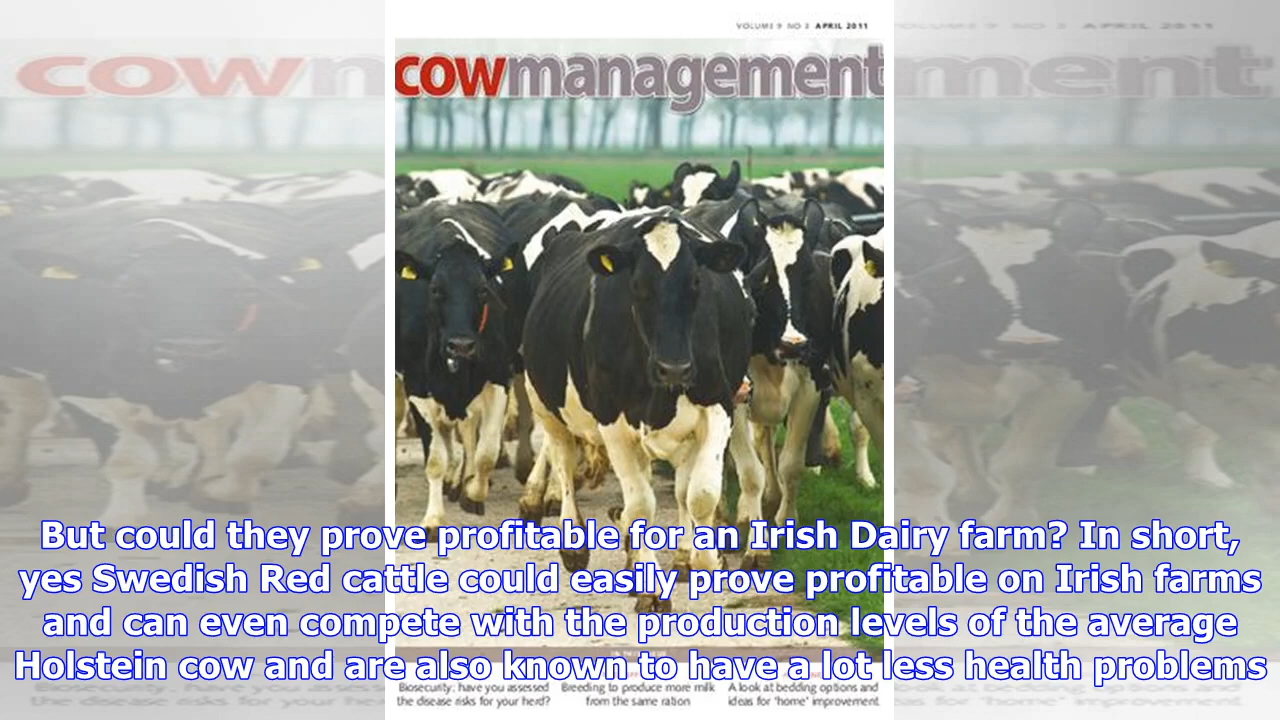 VOLUME 9 NO 3 APRIL 2011
cowmanagement
But could they prove profitable for an Irish Dairy farm? In short,
yes Swedish Red cattle could easily prove profitable on Irish farms
and can even compete with the production levels of the average
Holstein cow and are also known to have a lot less health problems
Biosecurity: have you assessed
the disease risks for your herd?
Breeding to produce more milk
from the same ration
A look at bedding options and
ideas for 'home' improvement